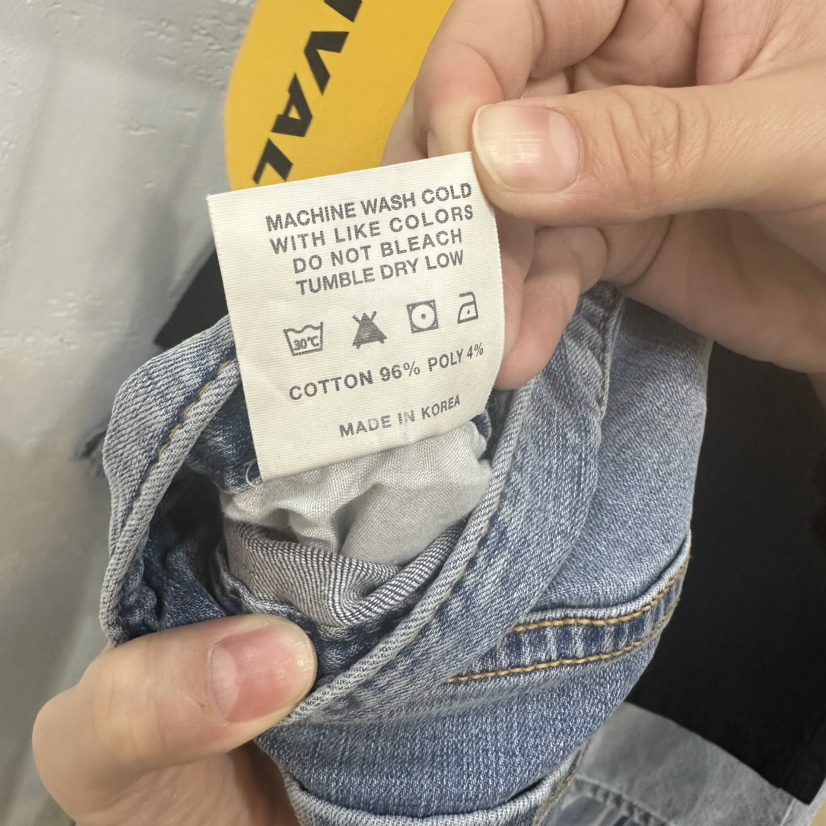 IVAL
MACHINE WASH COLD
WITH LIKE COLORS
DO NOT BLEACH
TUMBLE DRY LOW
30℃
COTTON 96% POLY 4%
MADE IN KOREA